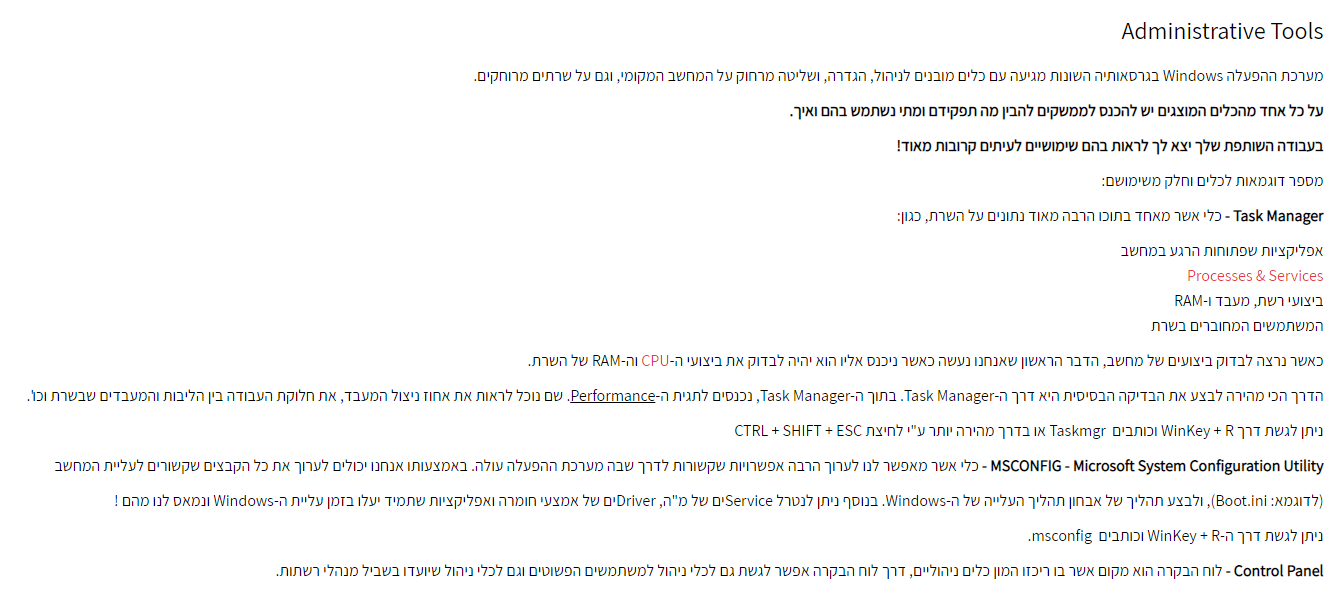 Administrative Tools
מערכת ההפעלה Windows בגרסאותיה השונות מגיעה עם כלים מובנים לניהול, הגדרה, ושליטה מרחוק על המחשב המקומי, וגם על שרתים מרוחקים.
על כל אחד מהכלים המוצגים יש להכנס לממשקים להבין מה תפקידם ומתי נשתמש בהם ואיך.
בעבודה השותפת שלך יצא לך לראות בהם שימושיים לעיתים קרובות מאוד!
מספר דוגמאות לכלים וחלק משימושם:
Task Manager - כלי אשר מאחד בתוכו הרבה מאוד נתונים על השרת, כגון:
אפליקציות שפתוחות הרגע במחשב
Processes & Services
ביצועי רשת, מעבד ו-RAM
המשתמשים המחוברים בשרת
כאשר נרצה לבדוק ביצועים של מחשב, הדבר הראשון שאנחנו נעשה כאשר ניכנס אליו הוא יהיה לבדוק את ביצועי ה-CPU וה-RAM של השרת.
הדרך הכי מהירה לבצע את הבדיקה הבסיסית היא דרך ה-Task Manager. בתוך ה-Task Manager, נכנסים לתגית ה-Performance. שם נוכל לראות את אחוז ניצול המעבד, את חלוקת העבודה בין הליבות והמעבדים שבשרת וכו'.
ניתן לגשת דרך WinKey + R וכותבים Taskmgr או בדרך מהירה יותר ע"י לחיצת CTRL + SHIFT + ESC
MSCONFIG - Microsoft System Configuration Utility - כלי אשר מאפשר לנו לערוך הרבה אפשרויות שקשורות לדרך שבה מערכת ההפעלה עולה. באמצעותו אנחנו יכולים לערוך את כל הקבצים שקשורים לעליית המחשב
(לדוגמא: Boot.ini), ולבצע תהליך של אבחון תהליך העלייה של ה-Windows. בנוסף ניתן לנטרל Serviceים של מ"ה, Driverים של אמצעי חומרה ואפליקציות שתמיד יעלו בזמן עליית ה-Windows ונמאס לנו מהם !
ניתן לגשת דרך ה-WinKey + R וכותבים msconfig.
Control Panel - לוח הבקרה הוא מקום אשר בו ריכזו המון כלים ניהוליים, דרך לוח הבקרה אפשר לגשת גם לכלי ניהול למשתמשים הפשוטים וגם לכלי ניהול שיועדו בשביל מנהלי רשתות.